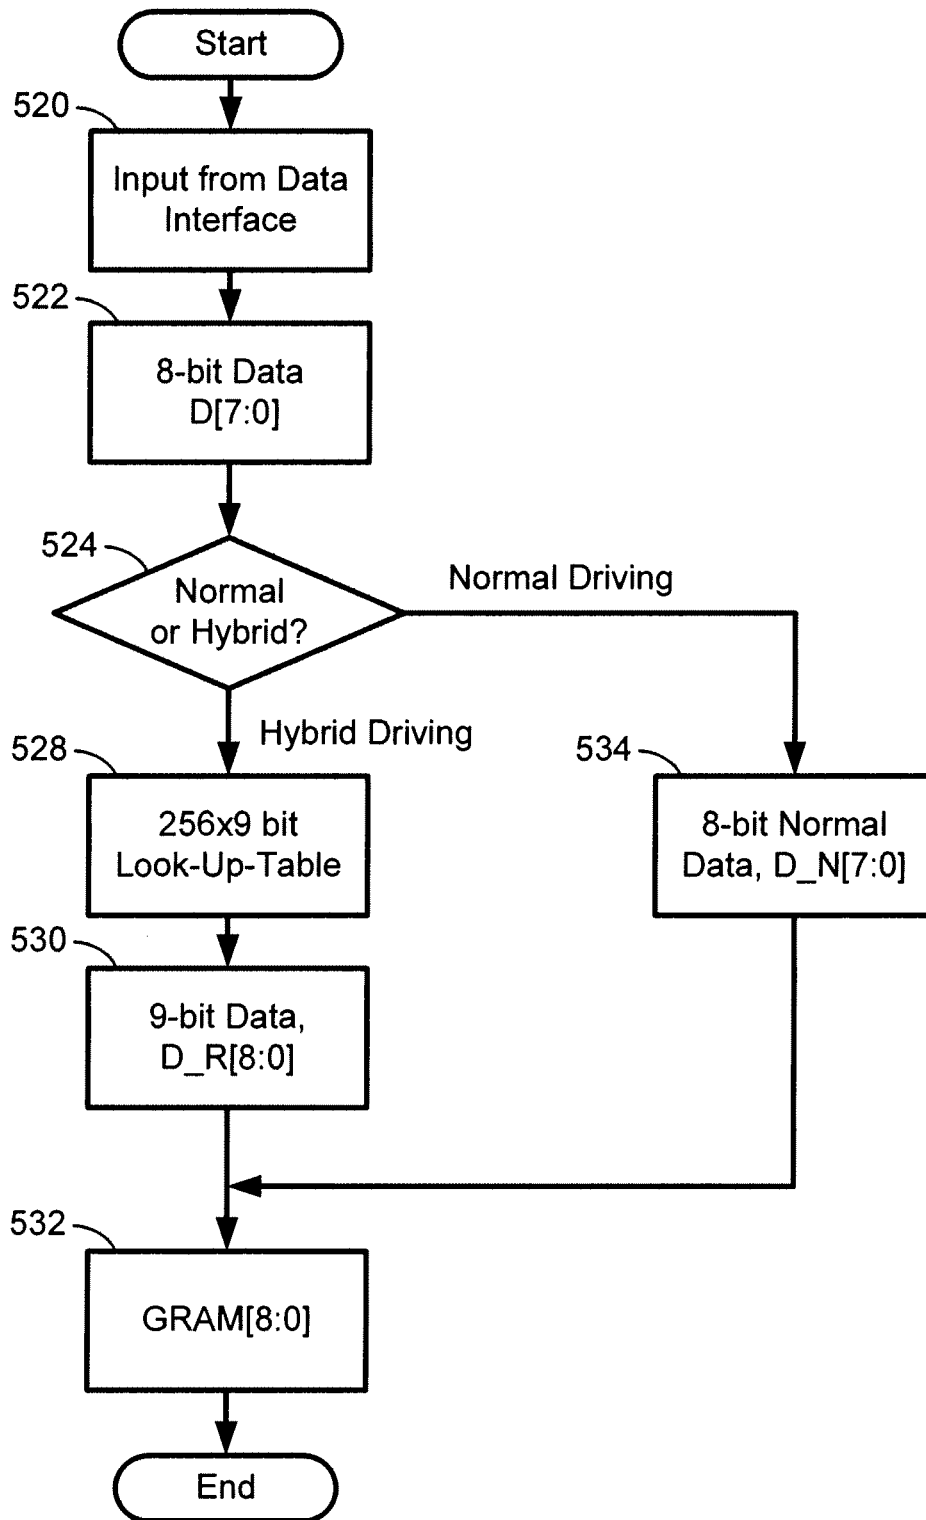 Start
520
Input from Data
Interface
522
8-bit Data
D[7:0]
524
Normal
or Hybrid?
Normal Driving
Hybrid Driving
528
256x9 bit
Look-Up-Table
534
8-bit Normal
Data, D_N[7:0]
530
9-bit Data,
D_R[8:0]
532
GRAM[8:0]
End